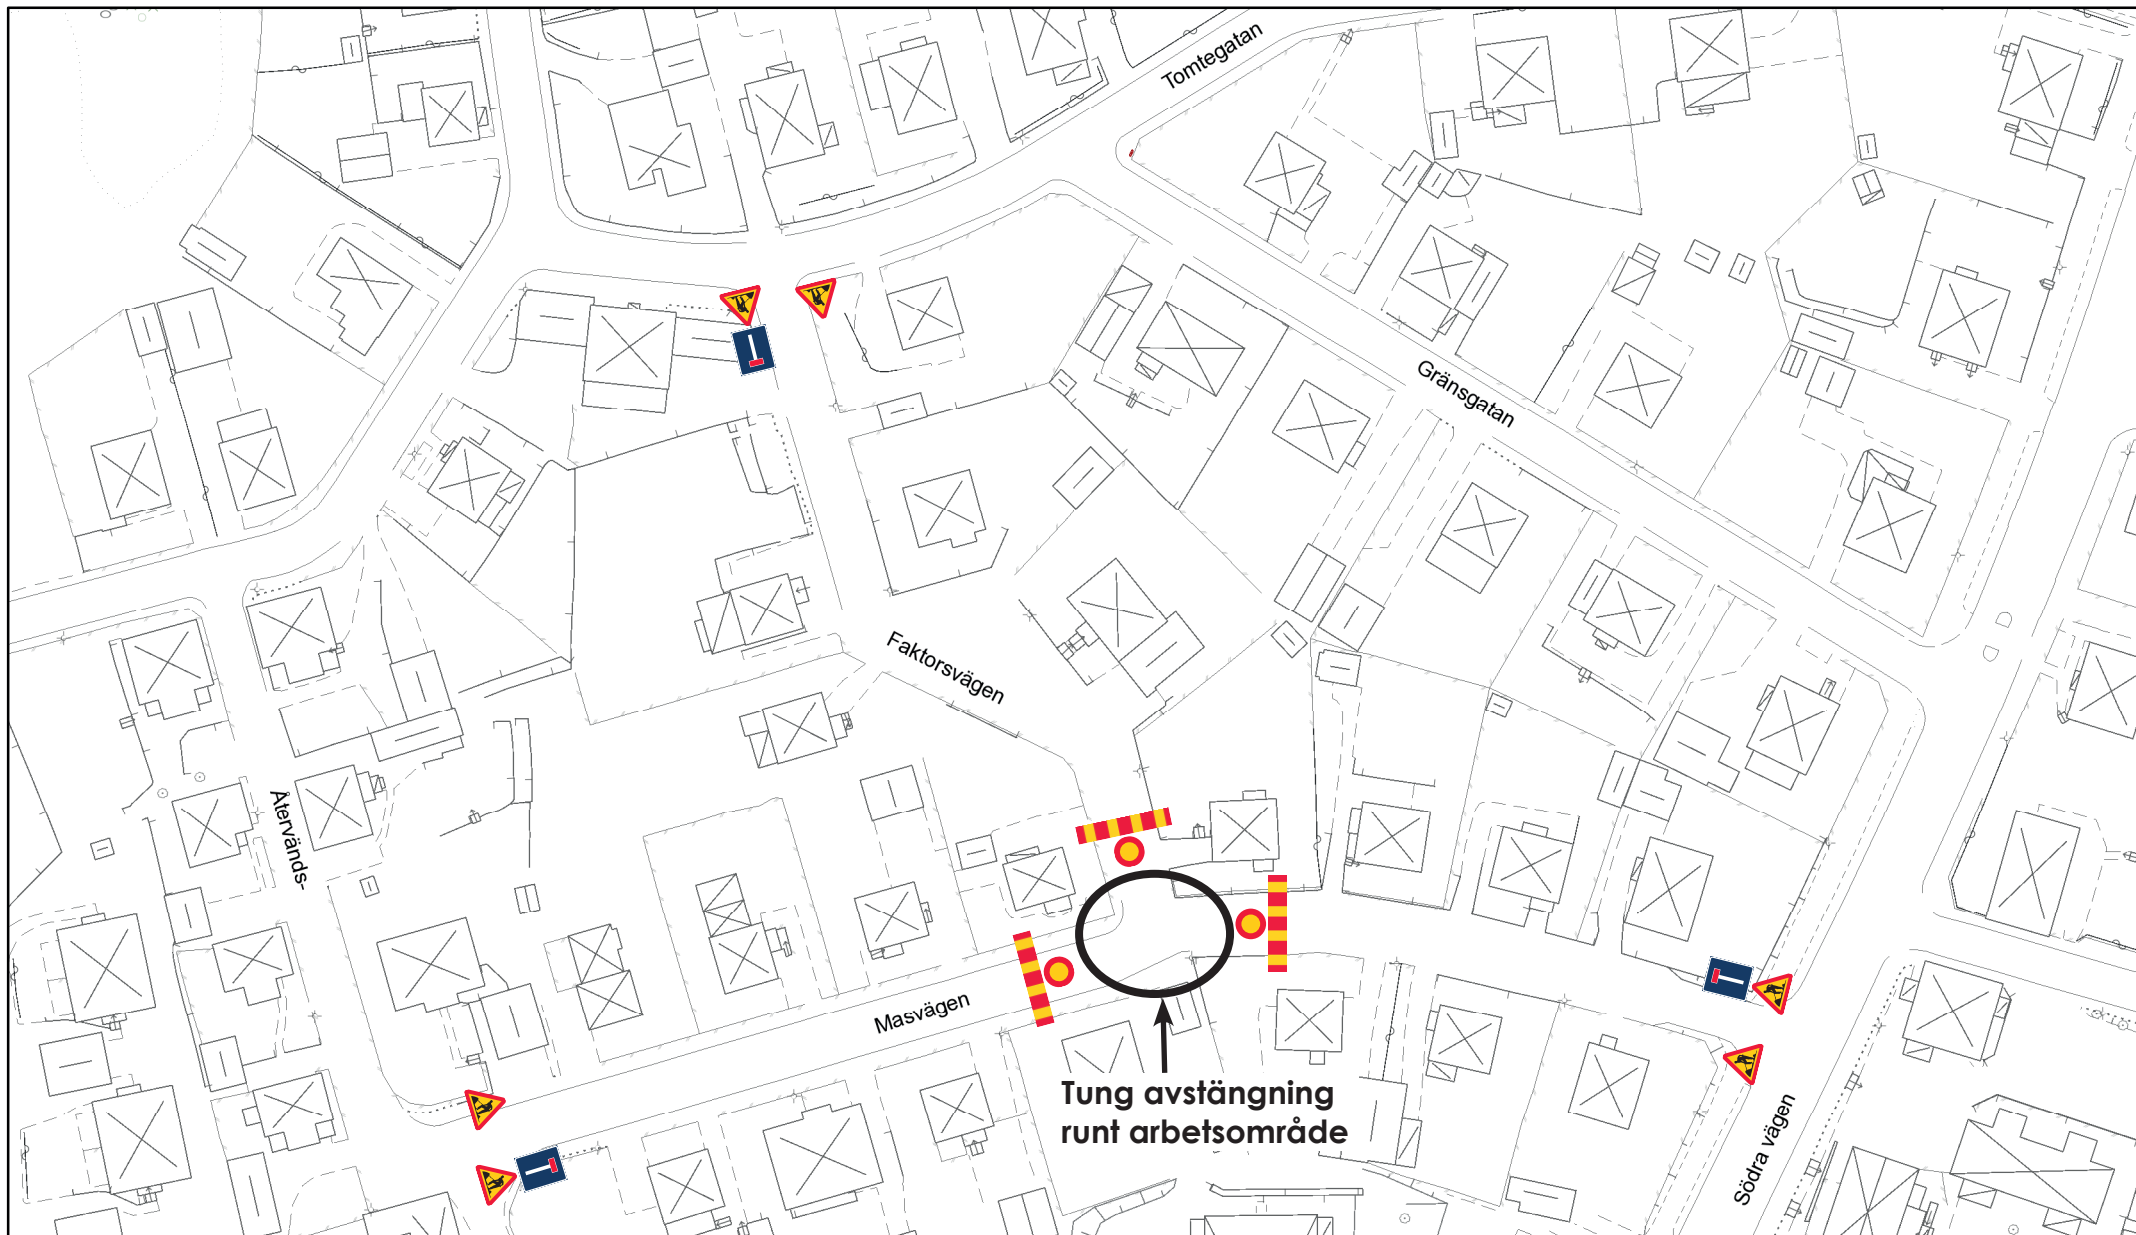 Tomtegatan
Gränsgatan
Faktorsvägen
Återvänds-
Masvägen
Tung avstängning
runt arbetsområde
Södra vägen